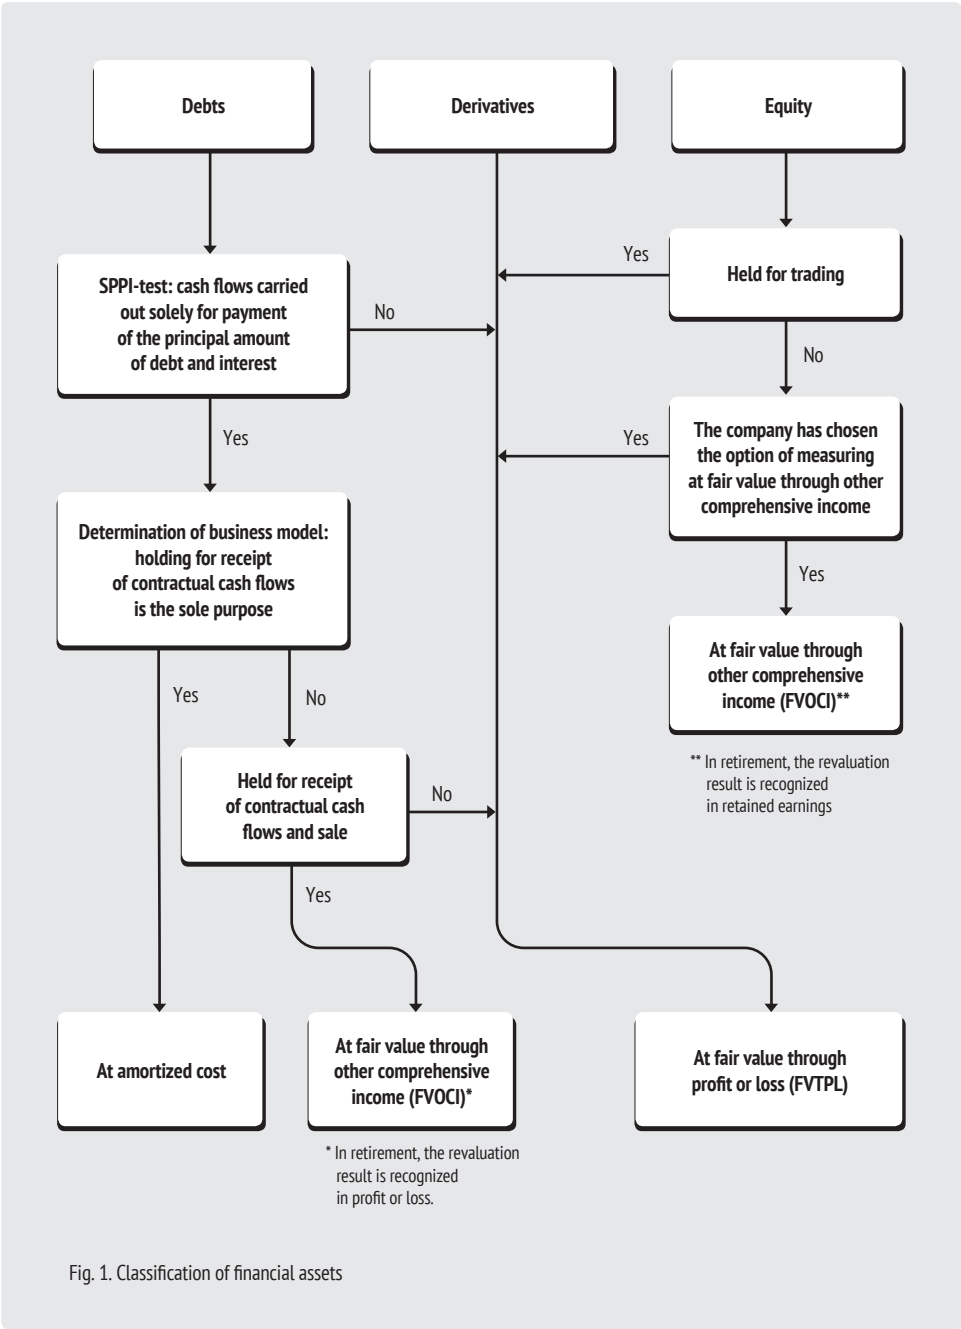 Debts
Derivatives
Equity
Yes
Held for trading
SPPI-test: cash flows carried
out solely for payment
of the principal amount
of debt and interest
No
No
Yes
Yes
The company has chosen
the option of measuring
at fair value through other
comprehensive income
Determination of business model:
holding for receipt
of contractual cash flows
is the sole purpose
Yes
At fair value through
other comprehensive
income (FVOCI)**
Yes
No
** In retirement, the revaluation
result is recognized
in retained earnings
Held for receipt
of contractual cash
flows and sale
No
Yes
At amortized cost
At fair value through
other comprehensive
income (FVOCI)*
At fair value through
profit or loss (FVTPL)
* In retirement, the revaluation
result is recognized
in profit or loss.
Fig. 1. Classification of financial assets